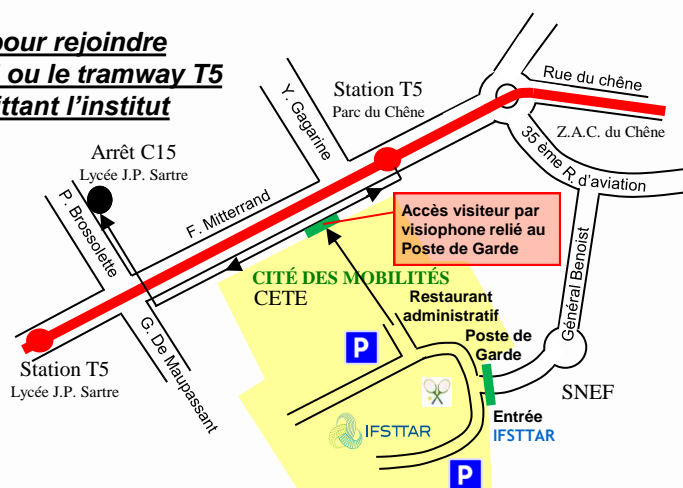 pour rejoindre
ou le tramway T5
ittant l'institut
Station T5
Parc du Chêne
Rue du chêne
Z.A.C. du Chêne
35 ème R. d'aviation
Y. Gagarine
Arrêt C15
Lycée J.P. Sartre
P. Brossolette
F. Mitterrand
Accès visiteur par
visiophone relié au
Poste de Garde
CITÉ DES MOBILITÉS
CETE
Restaurant
administratif
Poste de
Garde
Général Benoist
G. De Maupassant
Station T5
Lycée J.P. Sartre
P
SNEF
Entrée
IFSTTAR
IFSTTAR
P